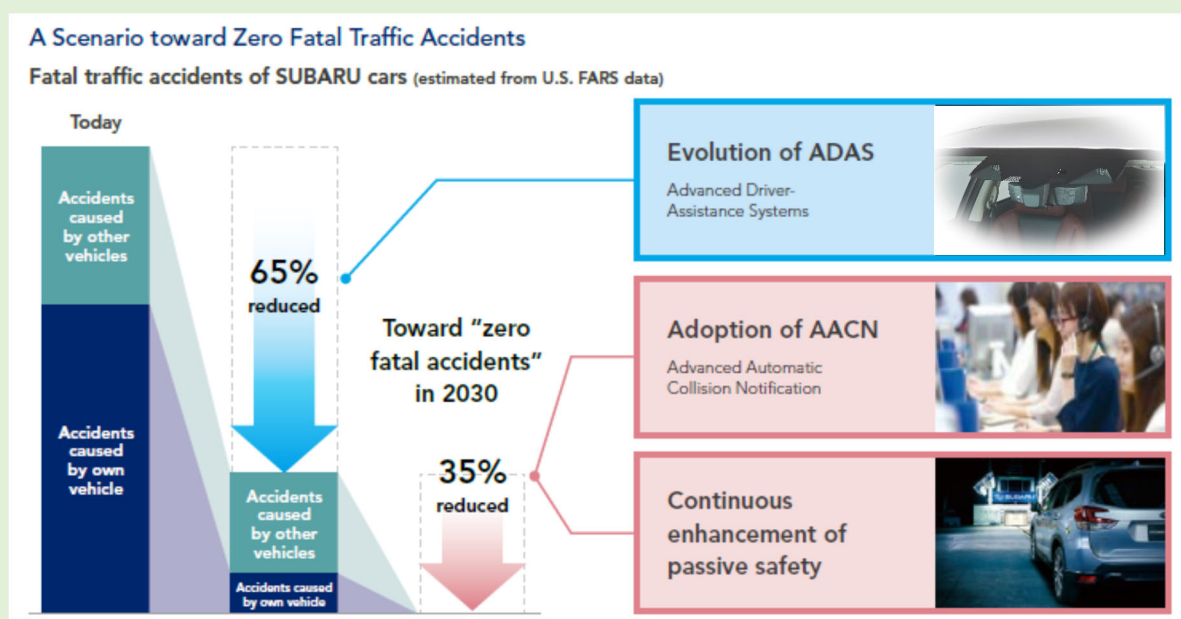 A Scenario toward Zero Fatal Traffic Accidents
Fatal traffic accidents of SUBARU cars (estimated from U.S. FARS data)
Today
Accidents
caused
by other
vehicles
Accidents
caused
by own
vehicle
65%
reduced
Accidents
caused
by other
vehicles
Accidents caused
by own vehicle
Toward “zero
fatal accidents”
in 2030
35%
reduced
Evolution of ADAS
Advanced Driver-
Assistance Systems
Adoption of AACN
Advanced Automatic
Collision Notification
Continuous
enhancement of
passive safety
SUBARU